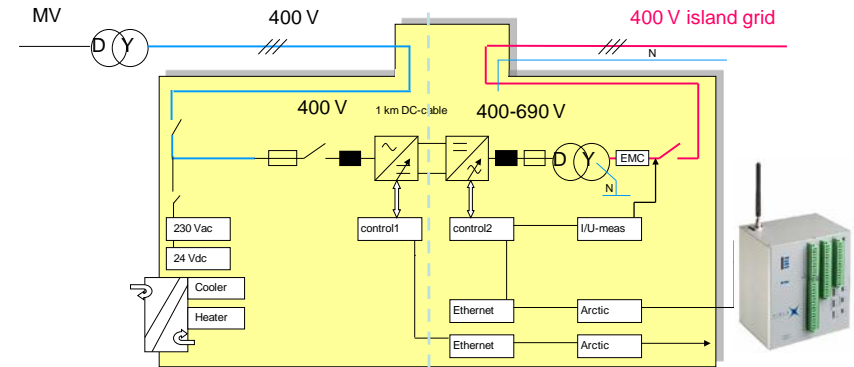 MV
400 V
400 V island grid
D Y
N
400 V
1 km DC-cable
400-690 V
D Y
EMC
N
230 Vac
control1
control2
I/U-meas
24 Vdc
Cooler
Heater
Ethernet
Arctic
Ethernet
Arctic